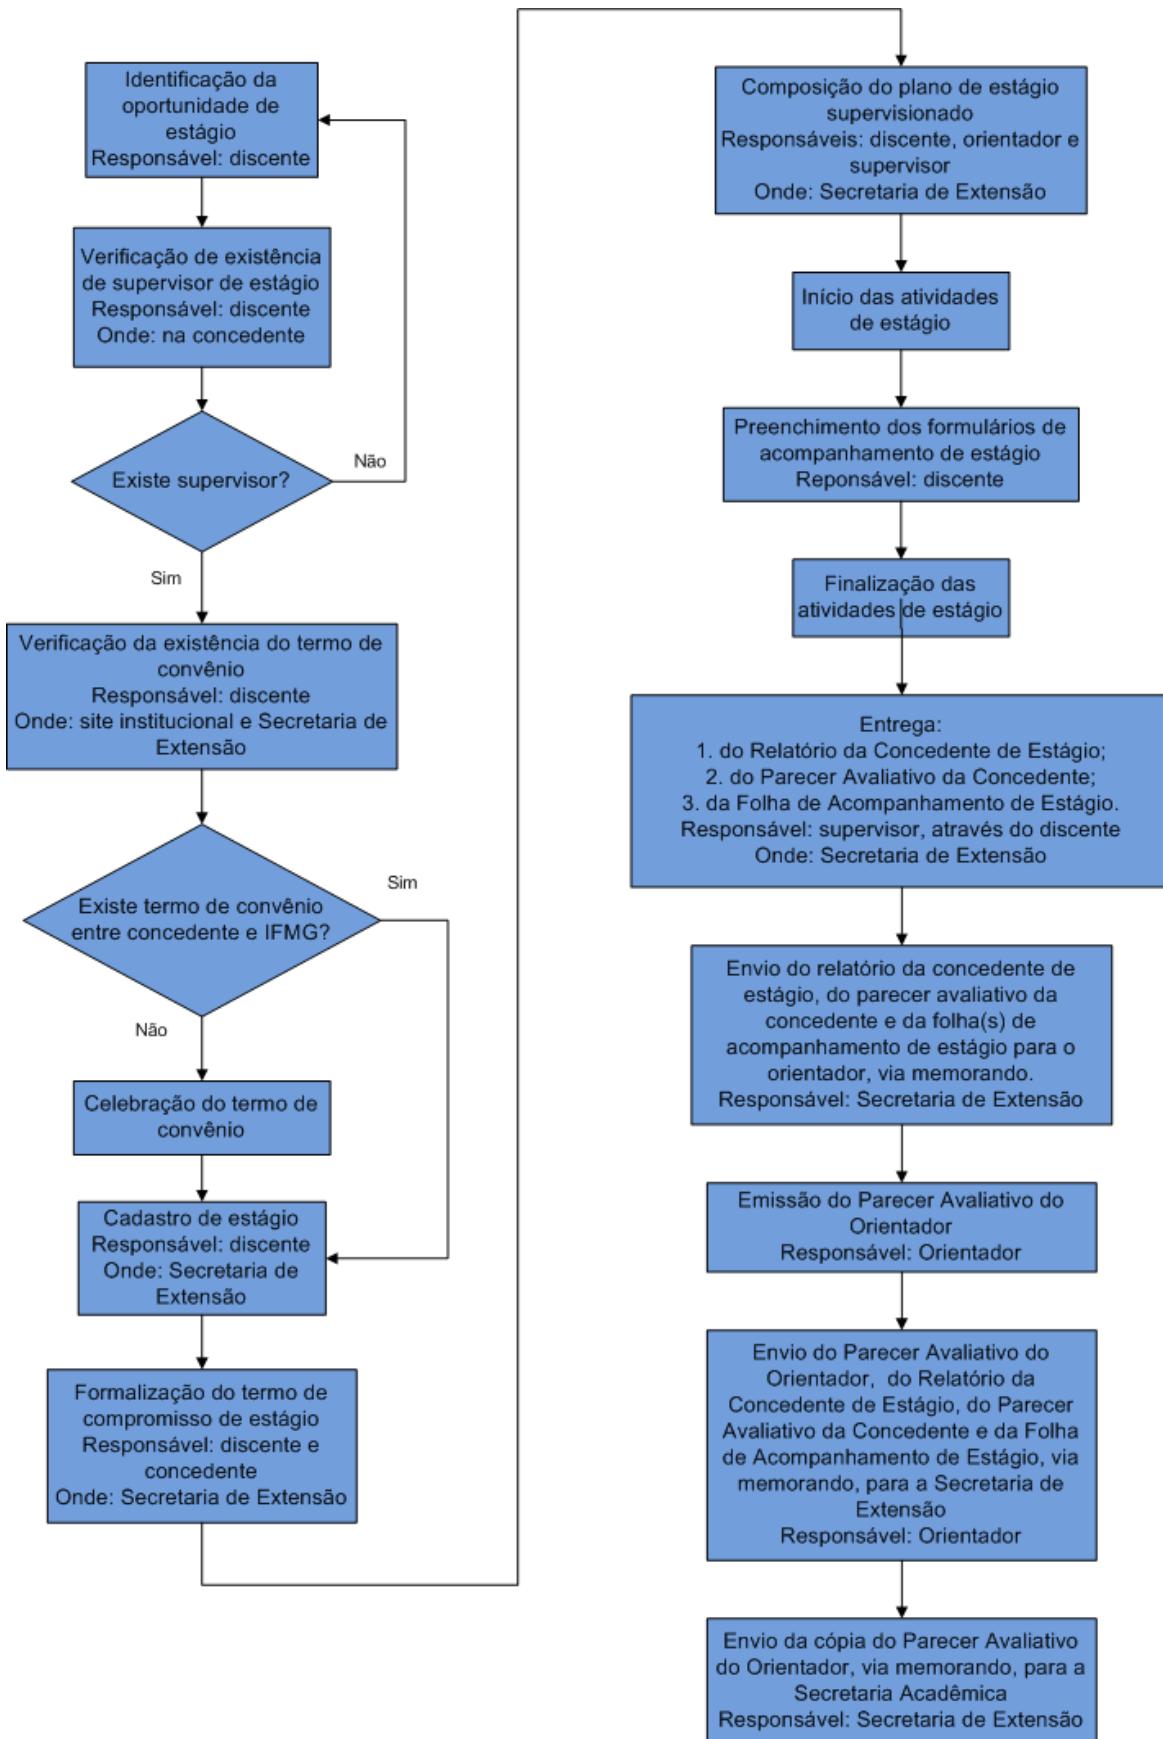 Identificação da
oportunidade de
estágio
Responsável: discente
Verificação de existência
de supervisor de estágio
Responsável: discente
Onde: na concedente
Existe supervisor?
Não
Sim
Verificação da existência do termo de
convênio
Responsável: discente
Onde: site institucional e Secretaria de
Extensão
Existe termo de convênio
entre concedente e IFMG?
Sim
Não
Celebração do termo de
convênio
Cadastro de estágio
Responsável: discente
Onde: Secretaria de
Extensão
Formalização do termo de
compromisso de estágio
Responsável: discente e
concedente
Onde: Secretaria de Extensão
Composição do plano de estágio
supervisionado
Responsáveis: discente, orientador e
supervisor
Onde: Secretaria de Extensão
Início das atividades
de estágio
Preenchimento dos formulários de
acompanhamento de estágio
Reponsável: discente
Finalização das
atividades de estágio
Entrega:
1. do Relatório da Concedente de Estágio;
2. do Parecer Avaliativo da Concedente;
3. da Folha de Acompanhamento de Estágio.
Responsável: supervisor, através do discente
Onde: Secretaria de Extensão
Envio do relatório da concedente de
estágio, do parecer avaliativo da
concedente e da folha(s) de
acompanhamento de estágio para o
orientador, via memorando.
Responsável: Secretaria de Extensão
Emissão do Parecer Avaliativo do
Orientador
Responsável: Orientador
Envio do Parecer Avaliativo do
Orientador, do Relatório da
Concedente de Estágio, do Parecer
Avaliativo da Concedente e da Folha
de Acompanhamento de Estágio, via
memorando, para a Secretaria de
Extensão
Responsável: Orientador
Envio da cópia do Parecer Avaliativo
do Orientador, via memorando, para a
Secretaria Acadêmica
Responsável: Secretaria de Extensão